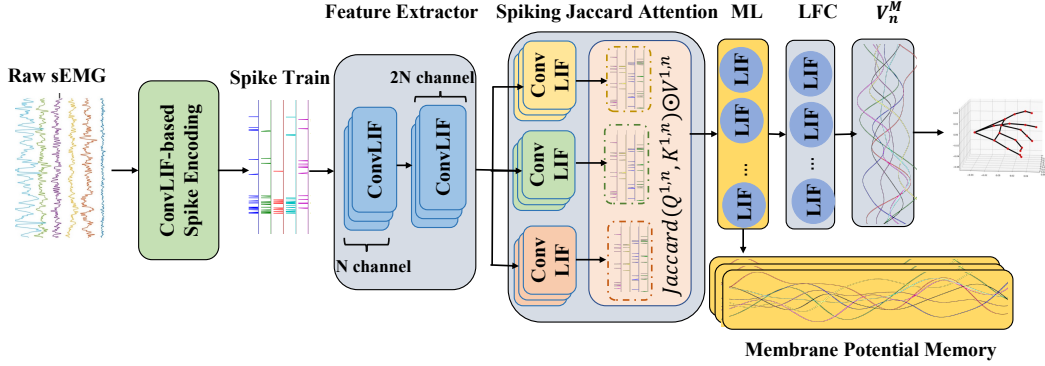 Feature Extractor
Spiking Jaccard Attention
ML
LFC
V_n^M
Raw sEMG
Spike Train
2N channel
ConvLIF-based
Spike Encoding
ConvLIF
ConvLIF
N channel
Conv
LIF
Conv
LIF
Conv
LIF
Jaccard(Q^{1,n}, K^{1,n})⊙V^{1,n}
LIF
LIF
...
LIF
LIF
LIF
...
LIF
Membrane Potential Memory